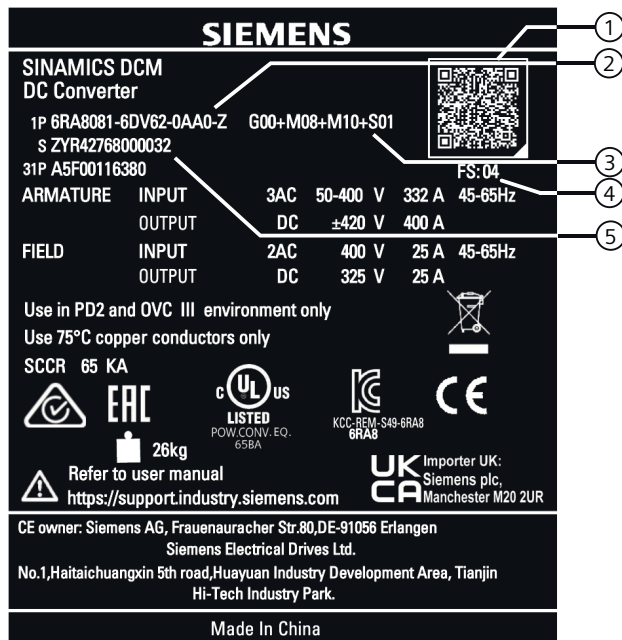 SIEMENS
1
SINAMICS DCM
2
DC Converter
1P 6RA8081-6DV62-0AA0-Z G00+M08+M10+S01
S ZYR42768000032
3
31P A5F00116380
FS: 04
4
ARMATURE INPUT 3AC 50-400 V 332 A 45-65Hz
OUTPUT DC ±420 V 400 A
5
FIELD INPUT 2AC 400 V 25 A 45-65Hz
OUTPUT DC 325 V 25 A
Use in PD2 and OVC III environment only
Use 75°C copper conductors only
SCCR 65 KA
EAC
C UL US
LISTED
POW.CONV. EQ.
65BA
KC
KCC-REM-S49-6RA8
6RA8
CE
26kg
Refer to user manual
https://support.industry.siemens.com
UK
CA
Importer UK:
Siemens plc,
Manchester M20 2UR
CE owner: Siemens AG, Frauenauracher Str.80,DE-91056 Erlangen
Siemens Electrical Drives Ltd.
No.1,Haitaichuangxin 5th road,Huayuan Industry Development Area, Tianjin
Hi-Tech Industry Park.
Made In China